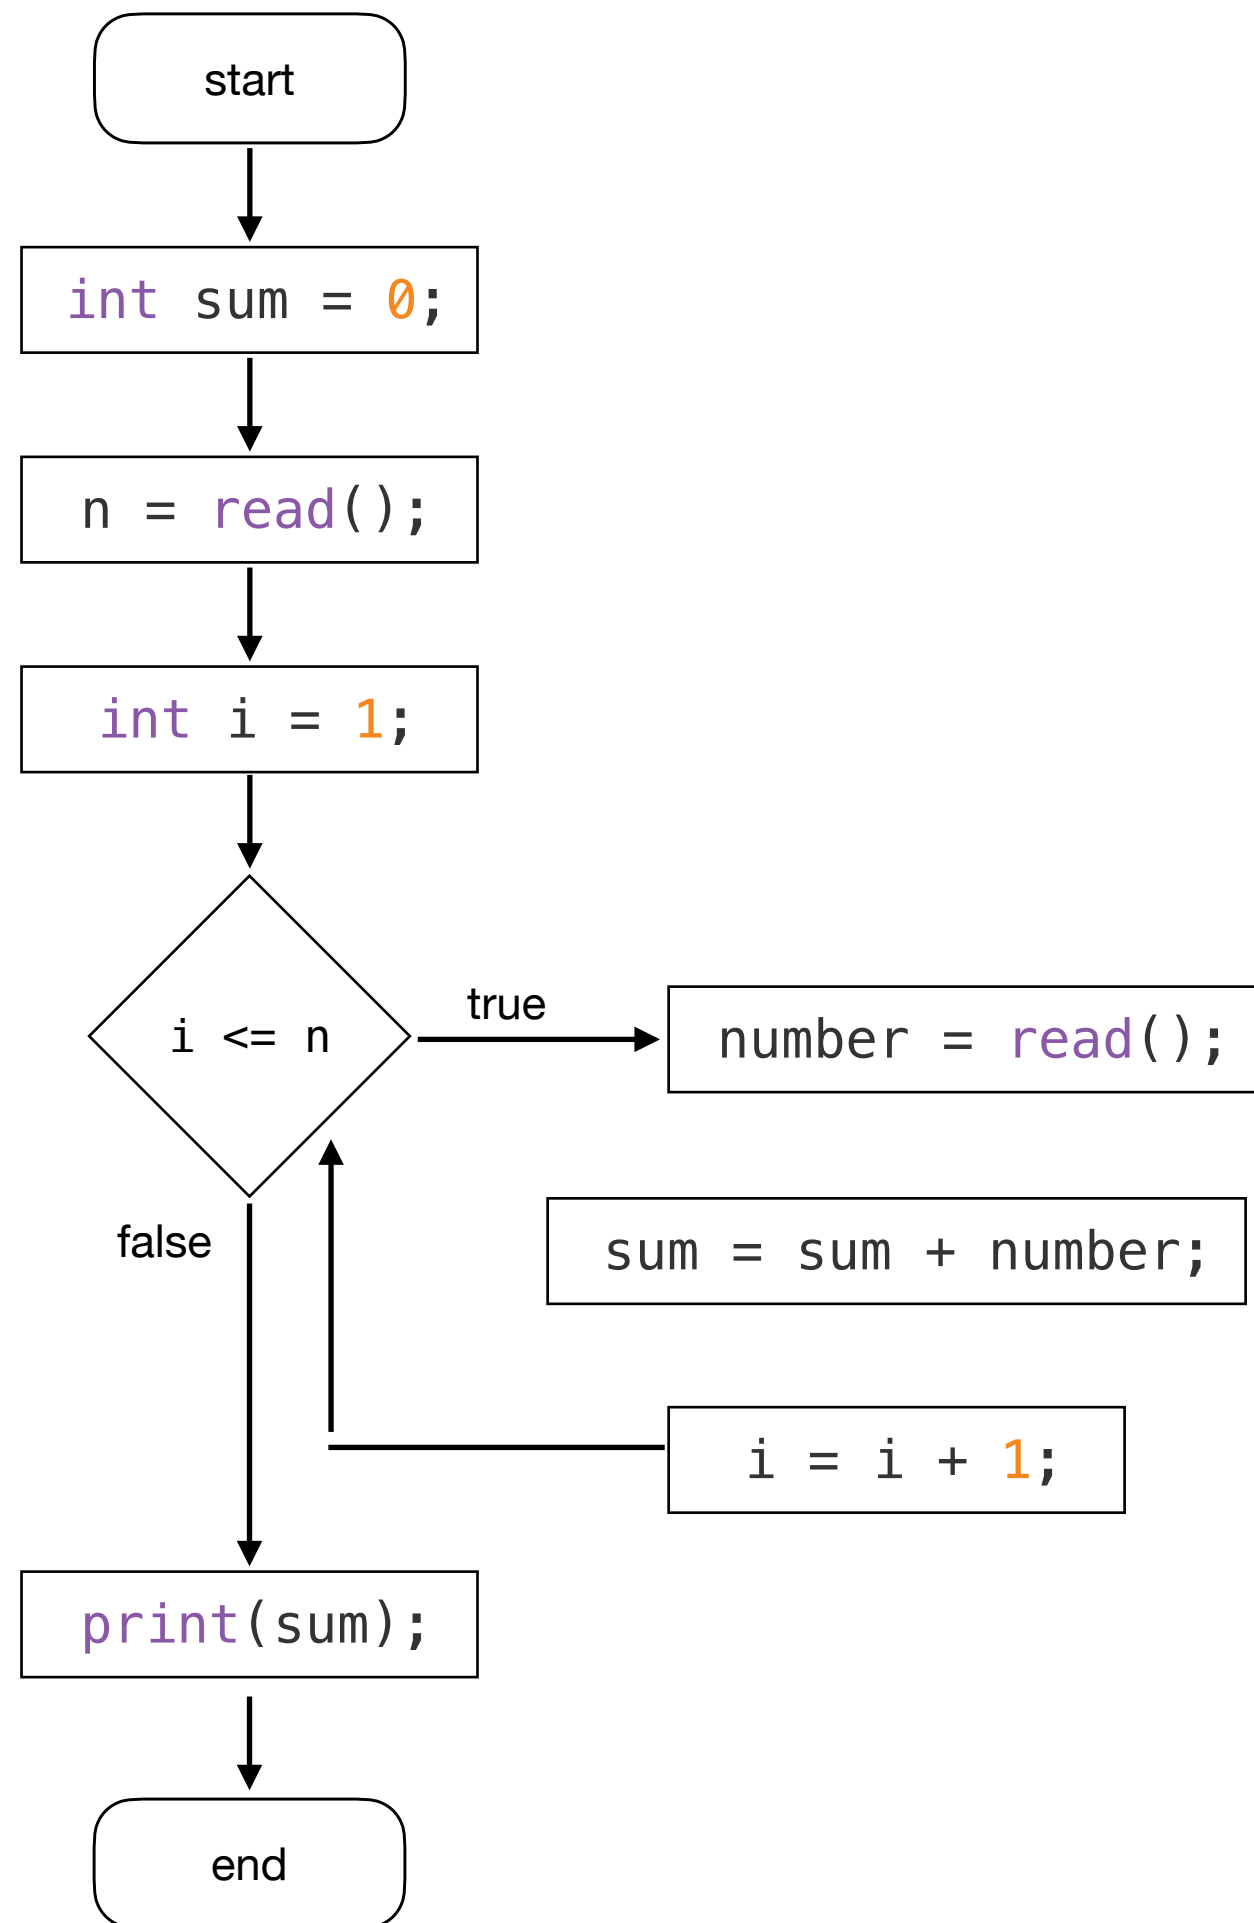 start
int sum = 0;
n = read();
int i = 1;
i <= n
true
number = read();
false
sum = sum + number;
i = i + 1;
print(sum);
end